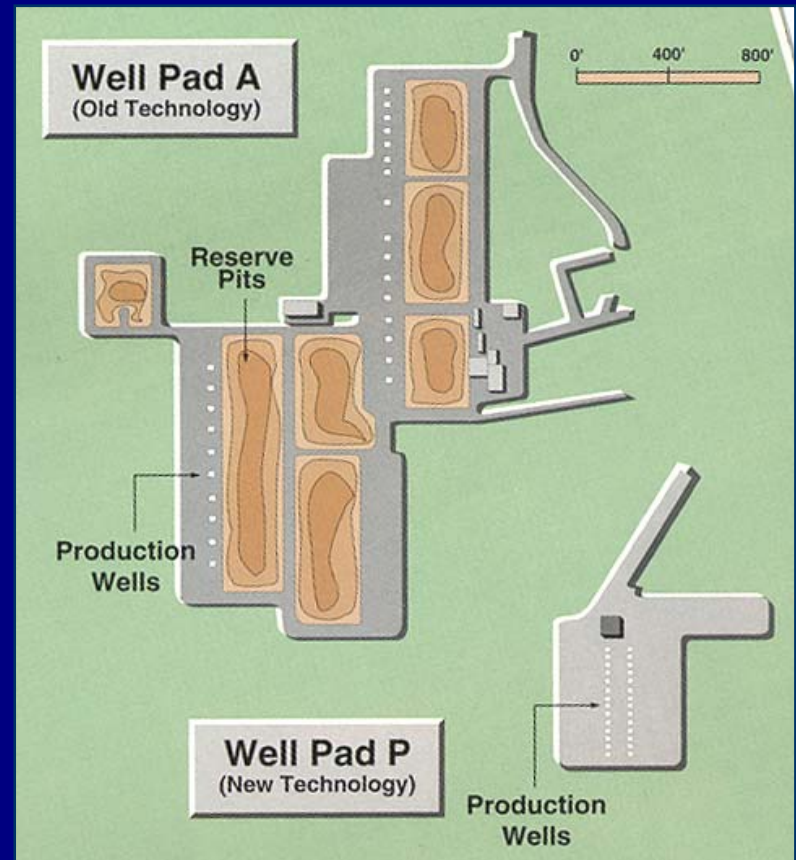 Well Pad A
(Old Technology)
0' 400' 800'
Reserve
Pits
Production
Wells
Well Pad P
(New Technology)
Production
Wells